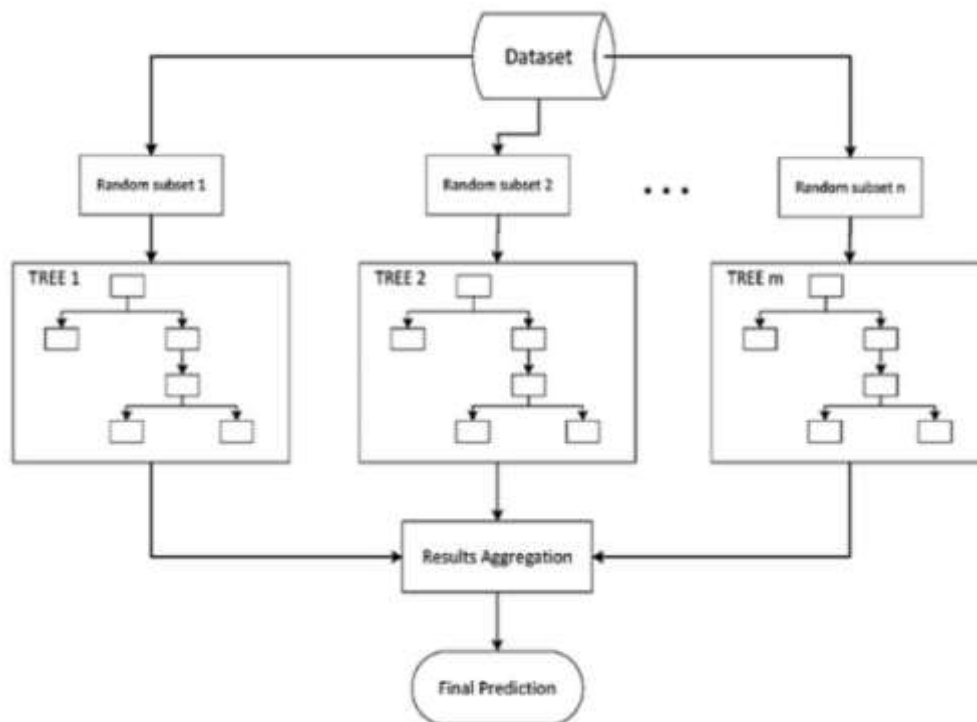 Dataset
Random subset 1
Random subset 2
• • •
Random subset n
TREE 1
TREE 2
TREE m
Results Aggregation
Final Prediction